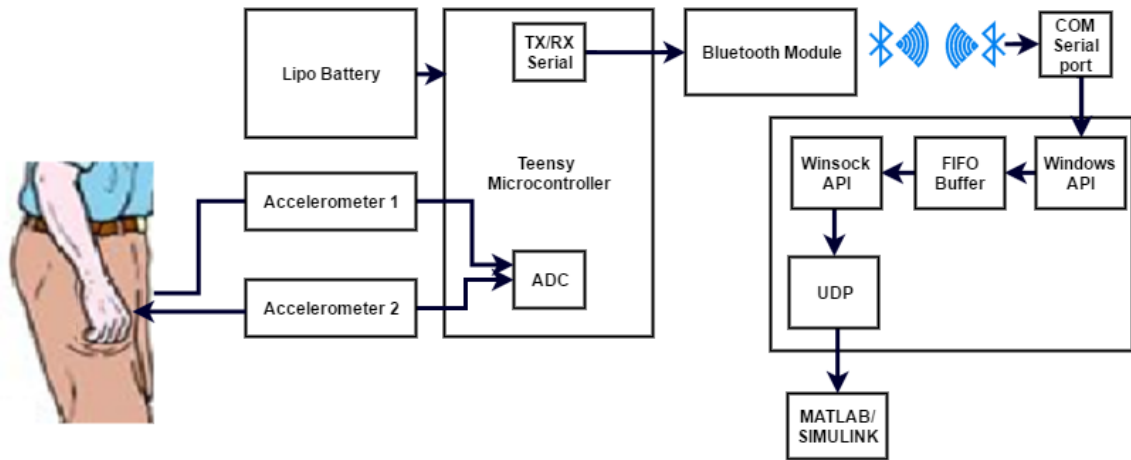 Lipo Battery
TX/RX
Serial
Bluetooth Module
COM
Serial
port
Teensy
Microcontroller
Accelerometer 1
Accelerometer 2
ADC
Winsock
API
FIFO
Buffer
Windows
API
UDP
MATLAB/
SIMULINK